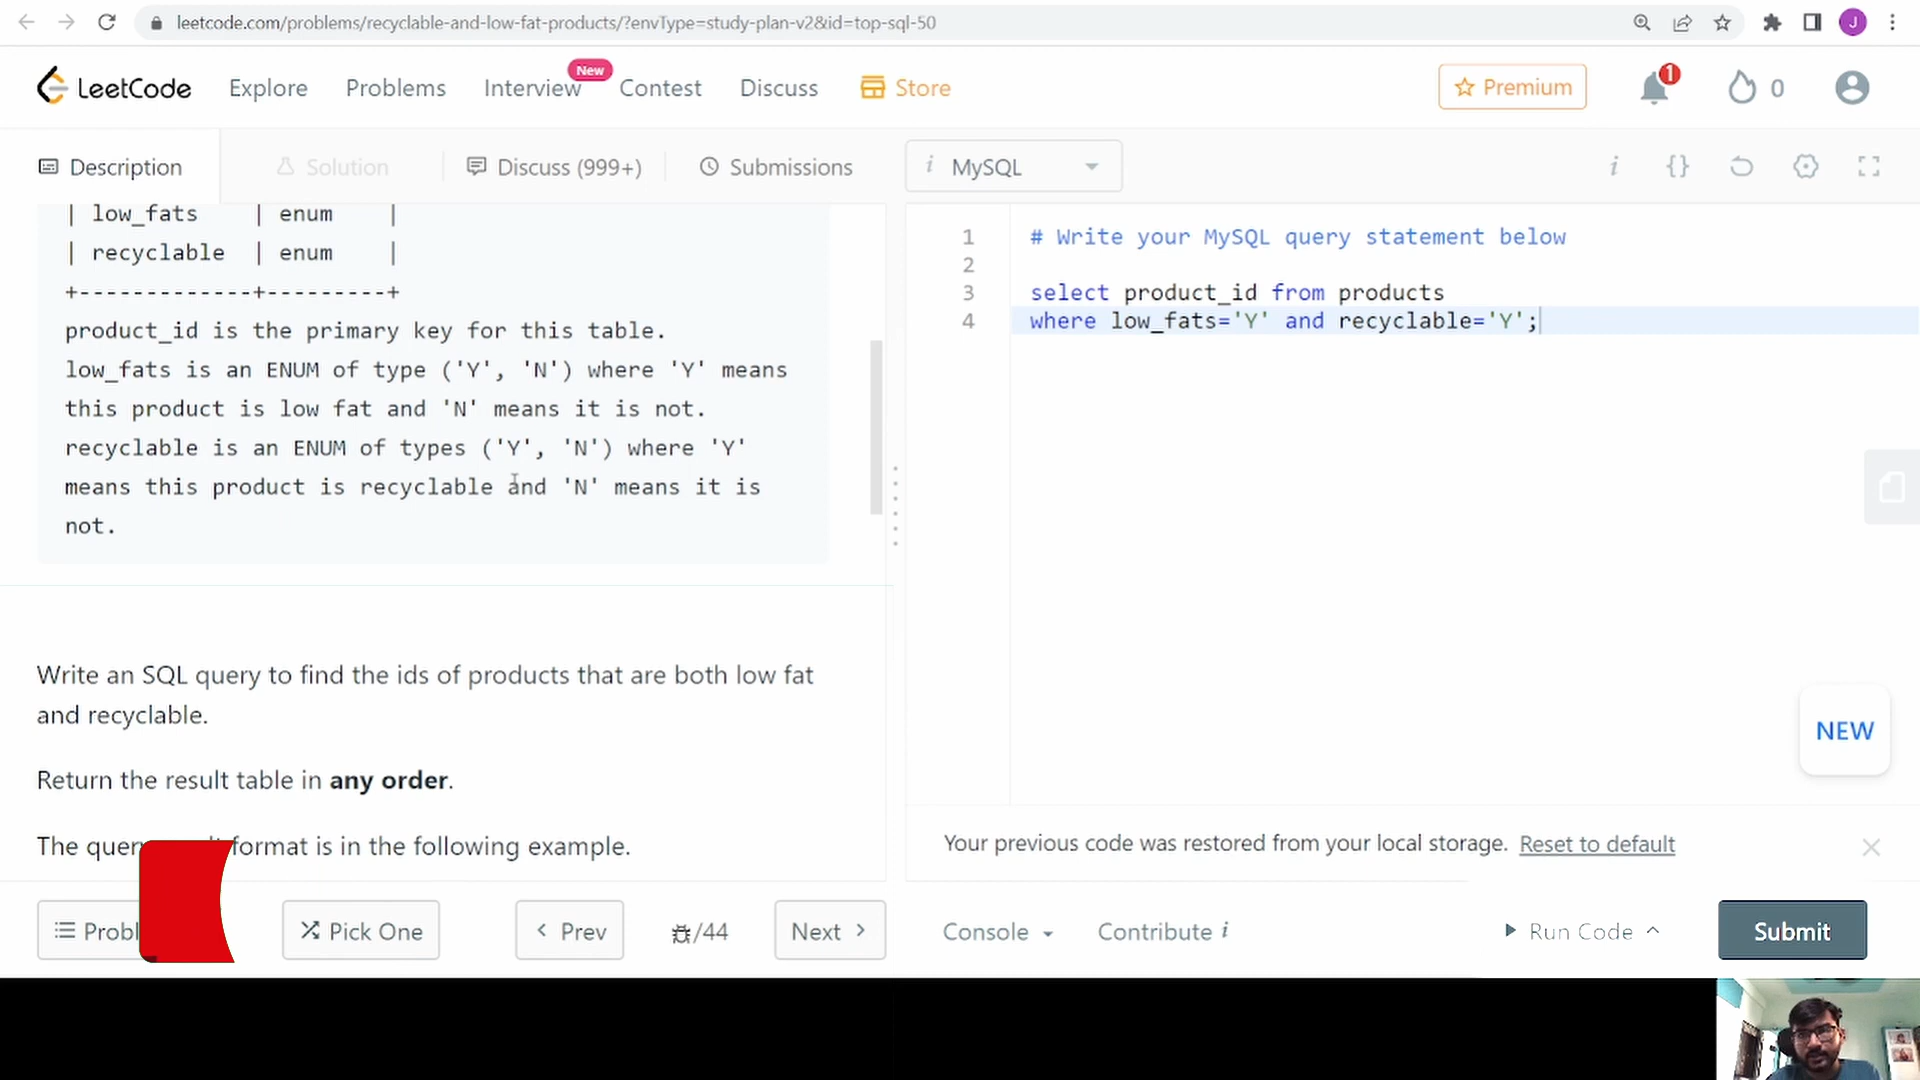 leetcode.com/problems/recyclable-and-low-fat-products/?envType=study-plan-v2&id=top-sql-50
J
LeetCode
Explore
Problems
Interview
New
Contest
Discuss
Store
Premium
1
0
Description
Solution
Discuss (999+)
Submissions
i MySQL
i {}
| low_fats | enum |
| recyclable | enum |
+-------------+---------+
product_id is the primary key for this table.
low_fats is an ENUM of type ('Y', 'N') where 'Y' means
this product is low fat and 'N' means it is not.
recyclable is an ENUM of types ('Y', 'N') where 'Y'
means this product is recyclable and 'N' means it is
not.
Write an SQL query to find the ids of products that are both low fat
and recyclable.
Return the result table in any order.
The format is in the following example.
1 # Write your MySQL query statement below
2
3 select product_id from products
4 where low_fats='Y' and recyclable='Y';
NEW
Your previous code was restored from your local storage. Reset to default
Pick One
Prev
/44
Next
Console
Contribute i
Run Code
Submit